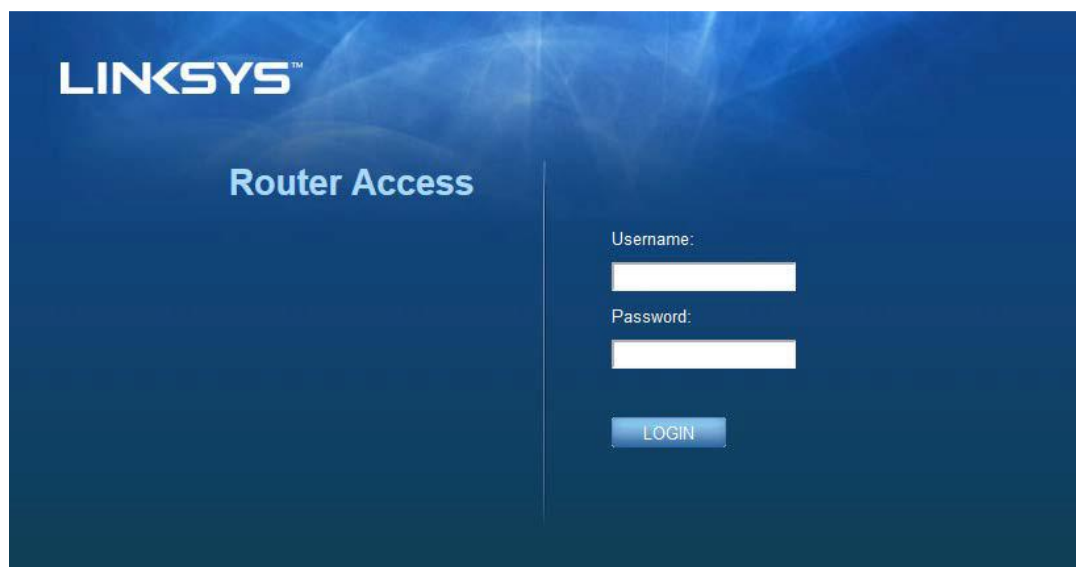 LINKSYS™
Router Access
Username:
Password:
LOGIN